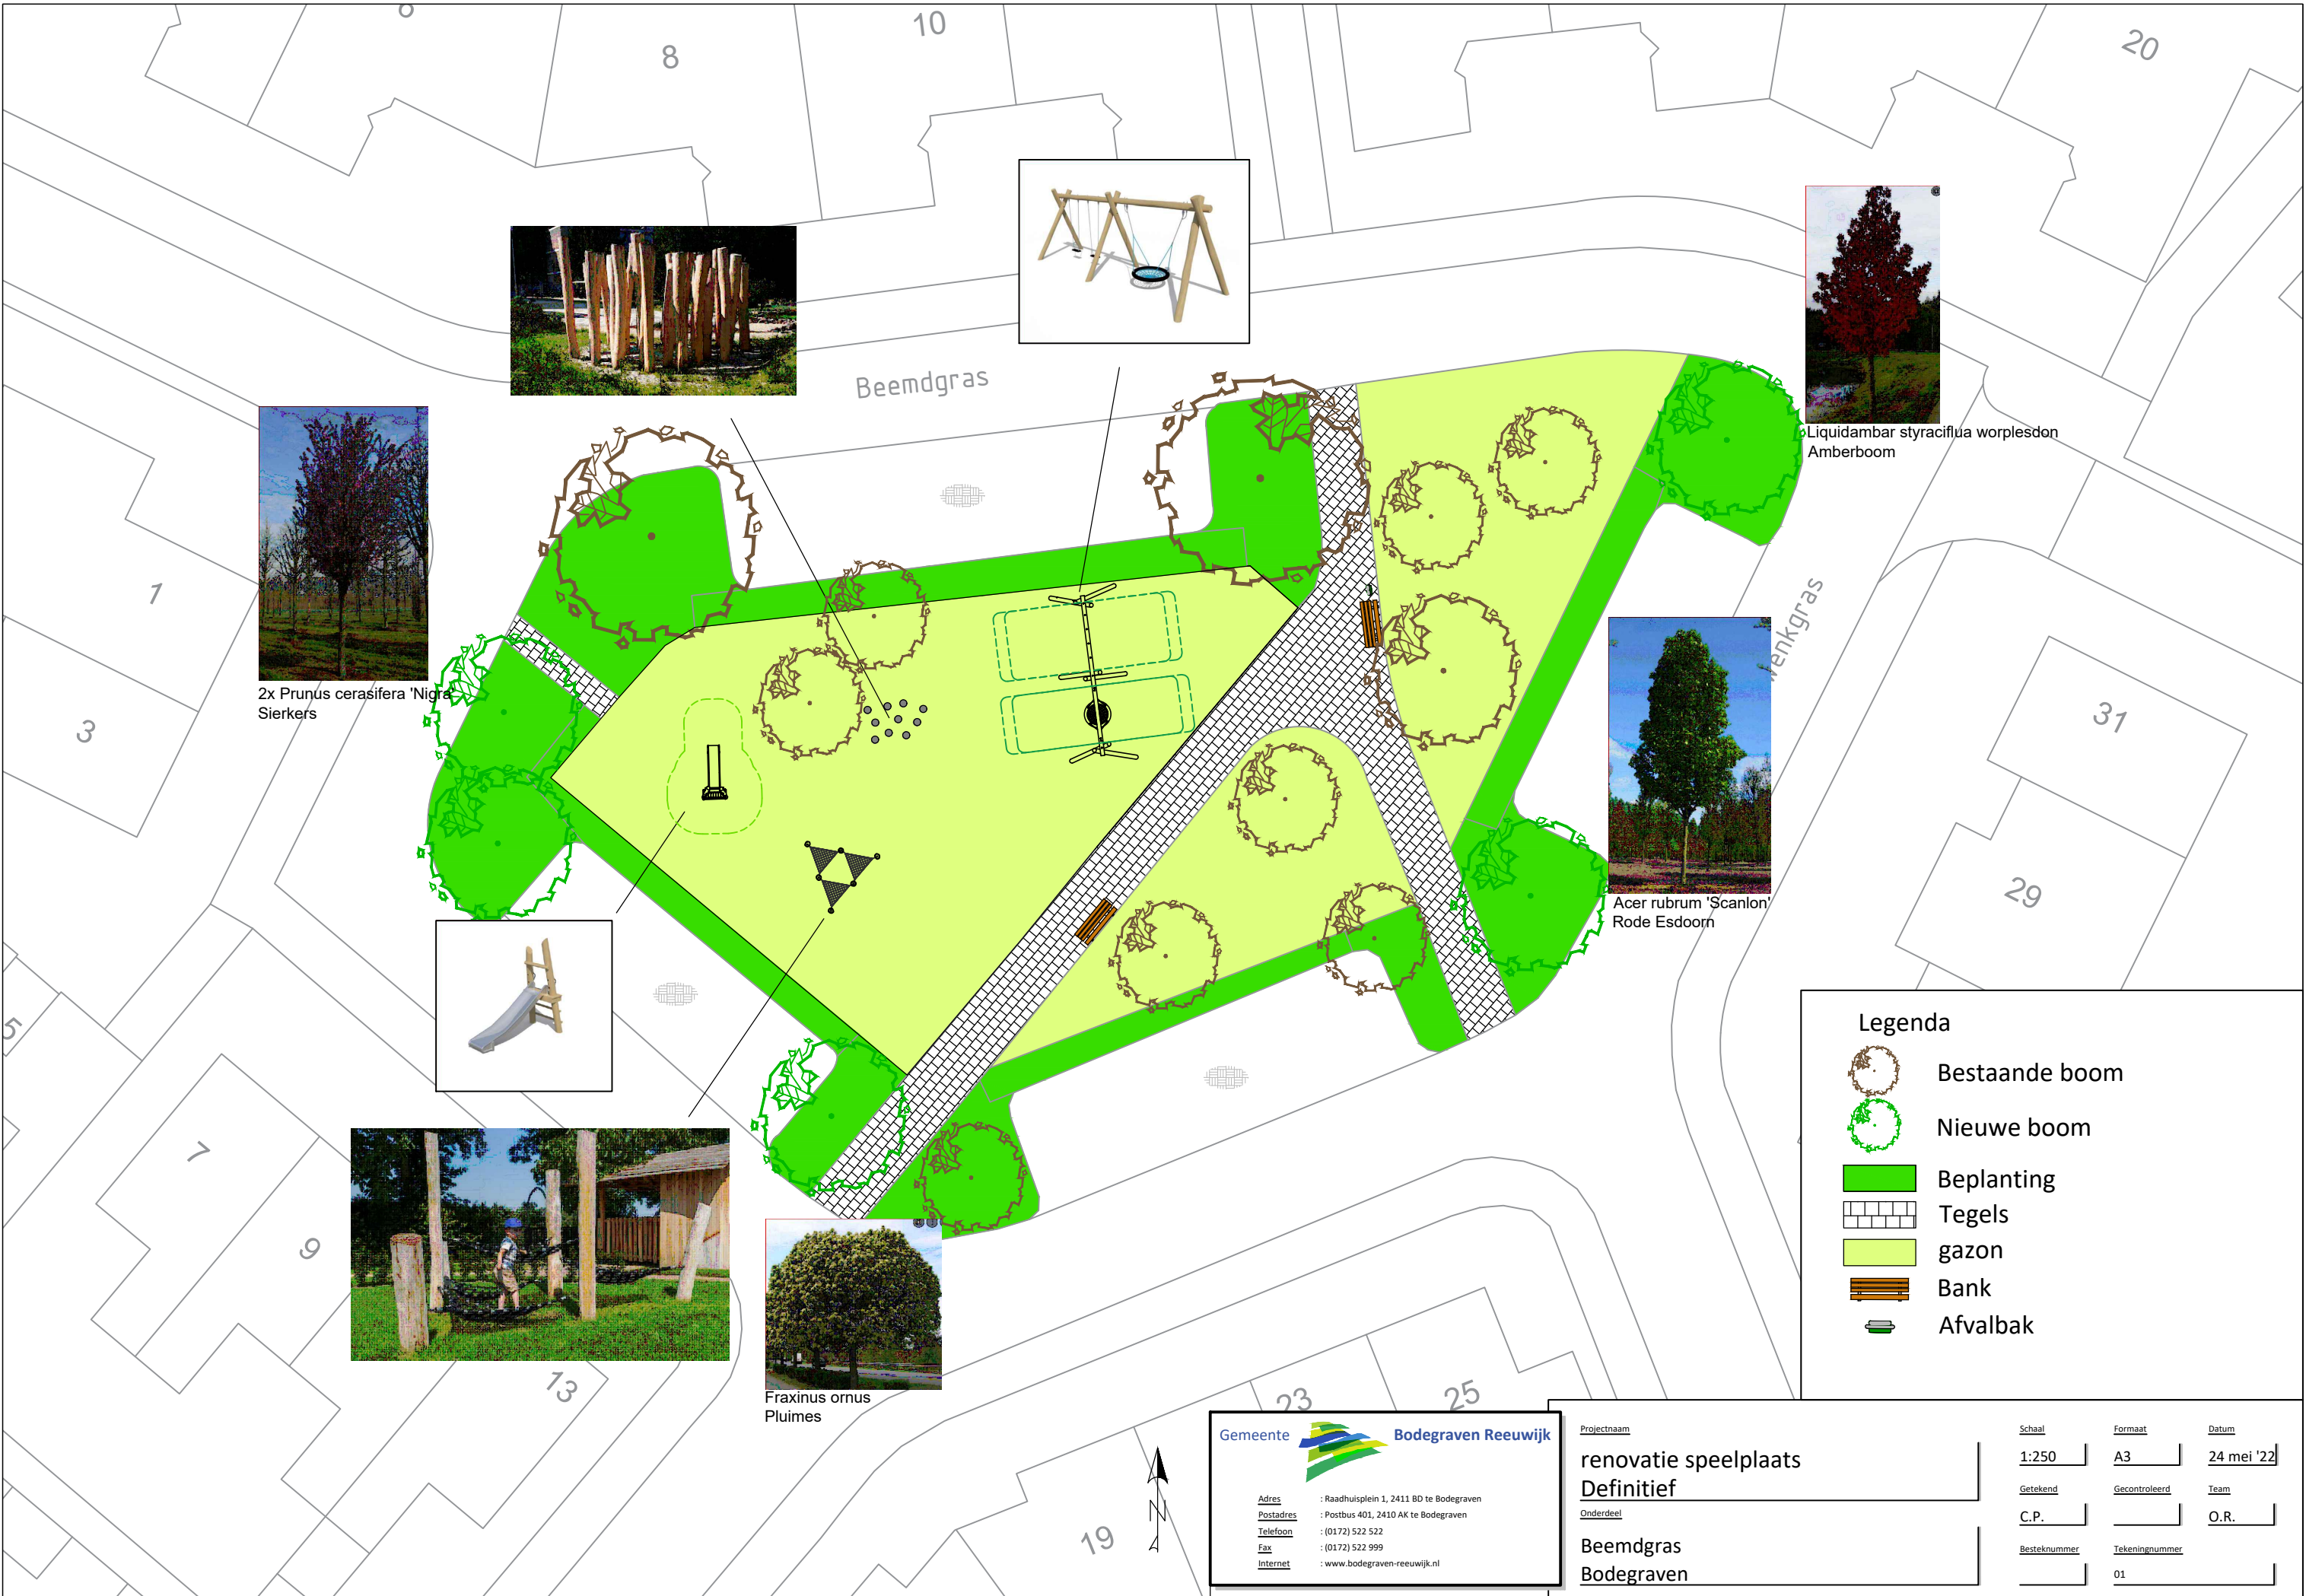 8
10
20
Beemdgras
Liquidambar styraciflua worplesdon
Amberboom
1
3
2x Prunus cerasifera 'Nigra'
Sierkers
31
29
Acer rubrum 'Scanlon'
Rode Esdoorn
5
7
9
13
Fraxinus ornus
Pluimes
23
25
19
N
Legenda
Bestaande boom
Nieuwe boom
Beplanting
Tegels
gazon
Bank
Afvalbak
Gemeente Bodegraven Reeuwijk
Adres : Raadhuisplein 1, 2411 BD te Bodegraven
Postadres : Postbus 401, 2410 AK te Bodegraven
Telefoon : (0172) 522 522
Fax : (0172) 522 999
Internet : www.bodegraven-reeuwijk.nl
Projectnaam
renovatie speelplaats
Definitief
Onderdeel
Beemdgras
Bodegraven
Schaal Formaat Datum
1:250 A3 24 mei '22
Getekend Gecontroleerd Team
C.P. O.R.
Besteknummer Tekeningnummer
01